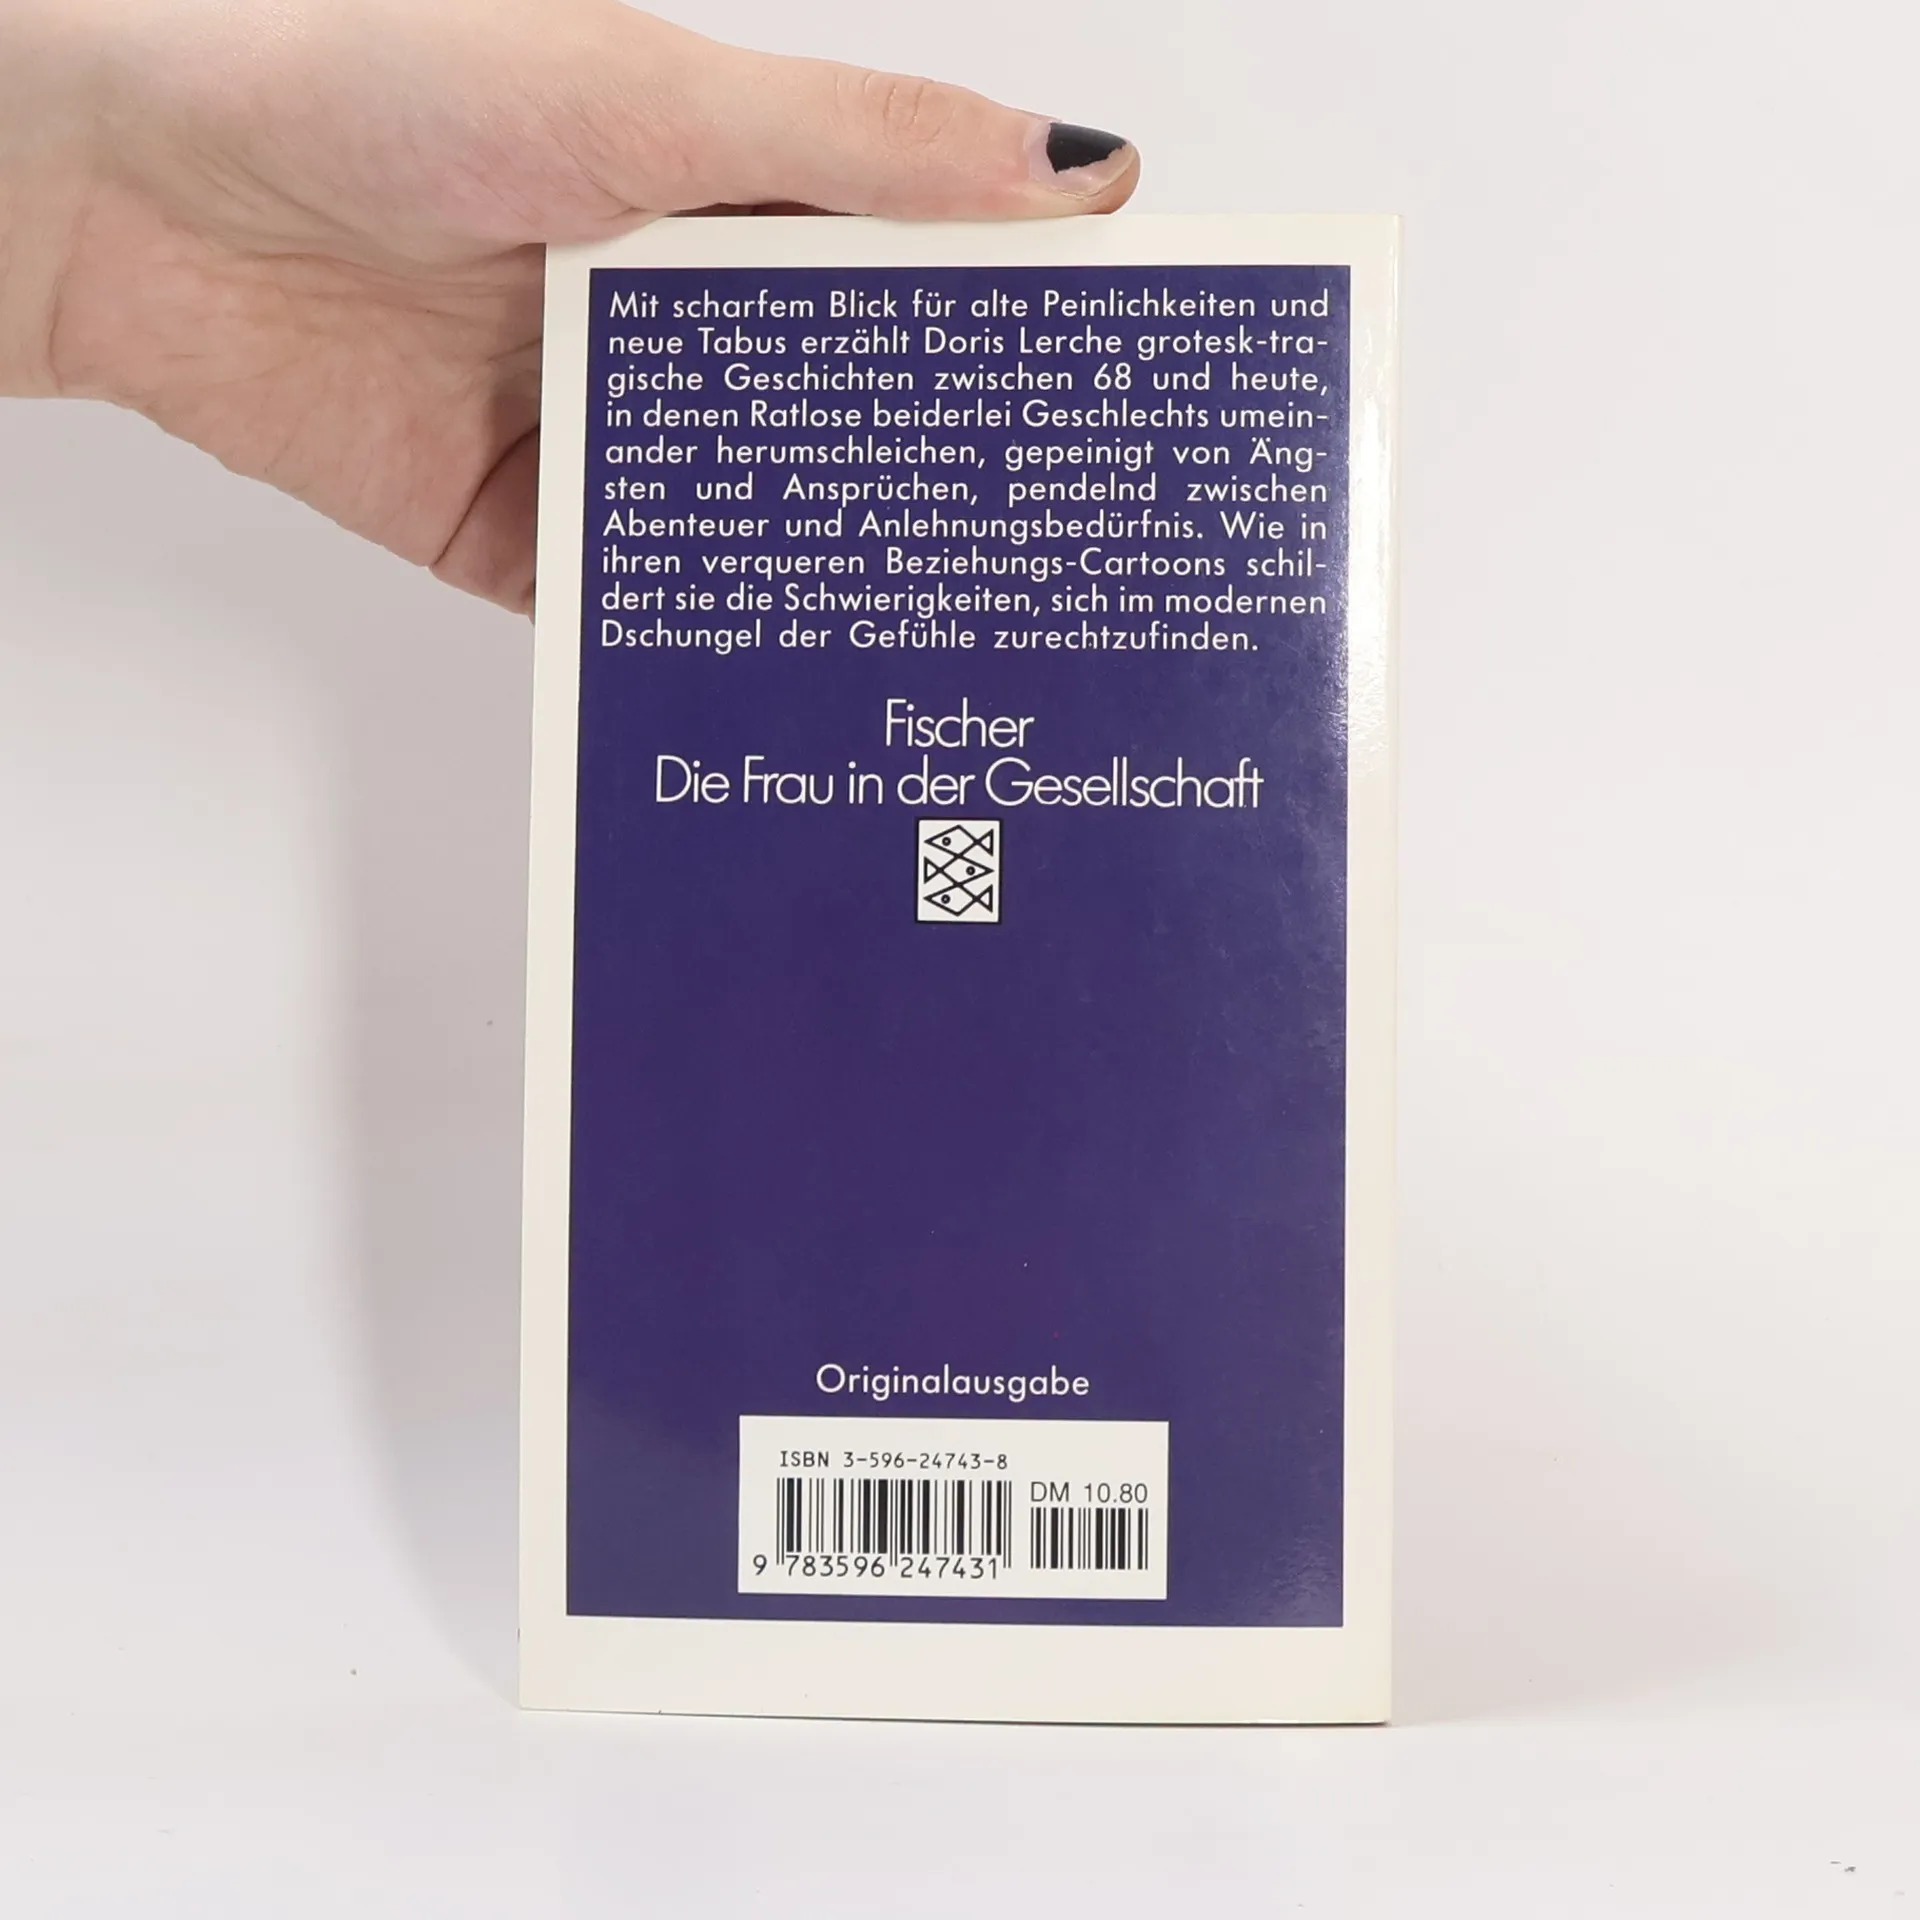 Mit scharfem Blick für alte Peinlichkeiten und
neue Tabus erzählt Doris Lerche grotesk-tra-
gische Geschichten zwischen 68 und heute,
in denen Ratlose beiderlei Geschlechts umein-
ander herumschleichen, gepeinigt von Äng-
sten und Ansprüchen, pendelnd zwischen
Abenteuer und Anlehnungsbedürfnis. Wie in
ihren verqueren Beziehungs-Cartoons schil-
dert sie die Schwierigkeiten, sich im modernen
Dschungel der Gefühle zurechtzufinden.
Fischer
Die Frau in der Gesellschaft
Originalausgabe
ISBN 3-596-24743-8
DM 10.80
9 783596 247431